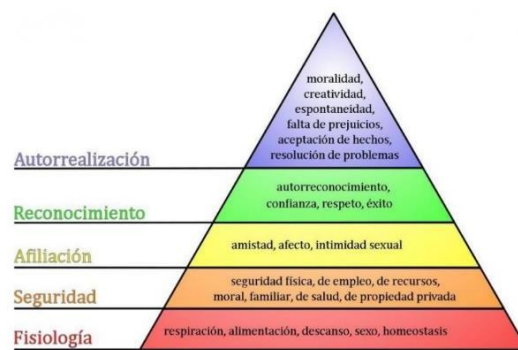 moralidad,
creatividad,
espontaneidad,
falta de prejuicios,
aceptación de hechos,
resolución de problemas
Autorrealización
autorreconocimiento,
confianza, respeto, éxito
Reconocimiento
amistad, afecto, intimidad sexual
Afiliación
seguridad física, de empleo, de recursos,
moral, familiar, de salud, de propiedad privada
Seguridad
respiración, alimentación, descanso, sexo, homeostasis
Fisiología